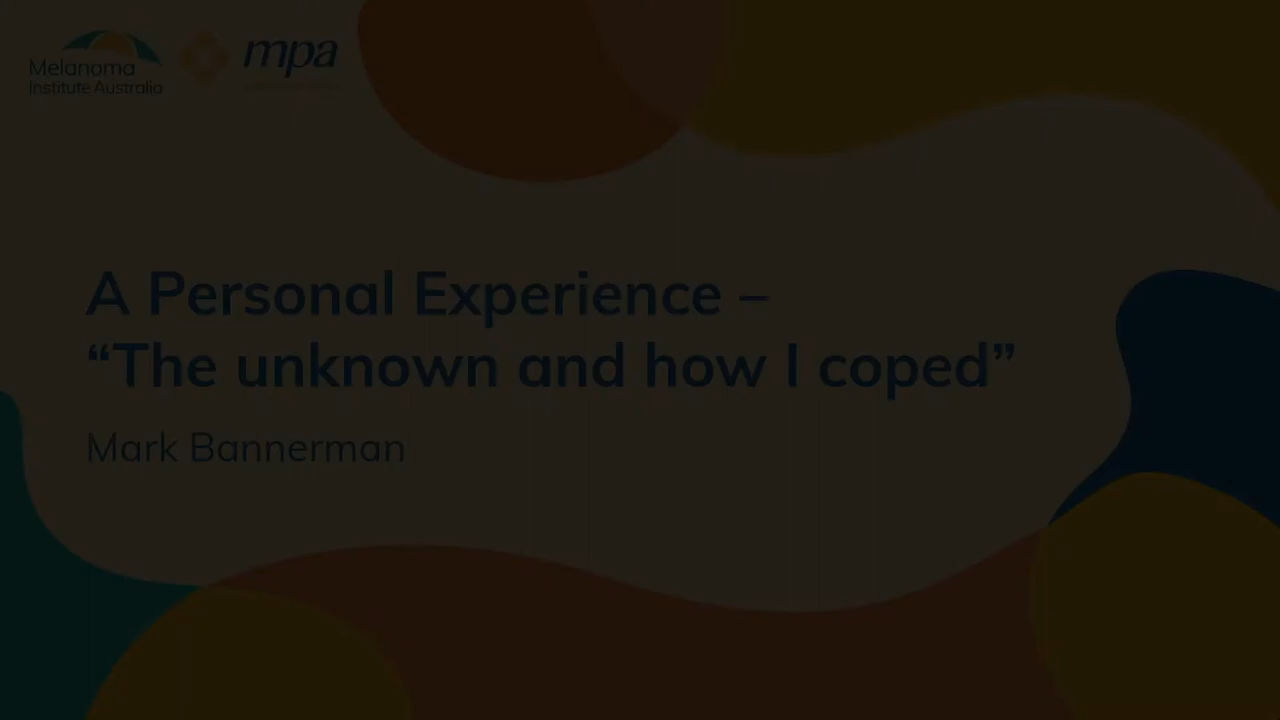 Melanoma
Institute Australia
mpa
A Personal Experience –
“The unknown and how I coped”
Mark Bannerman